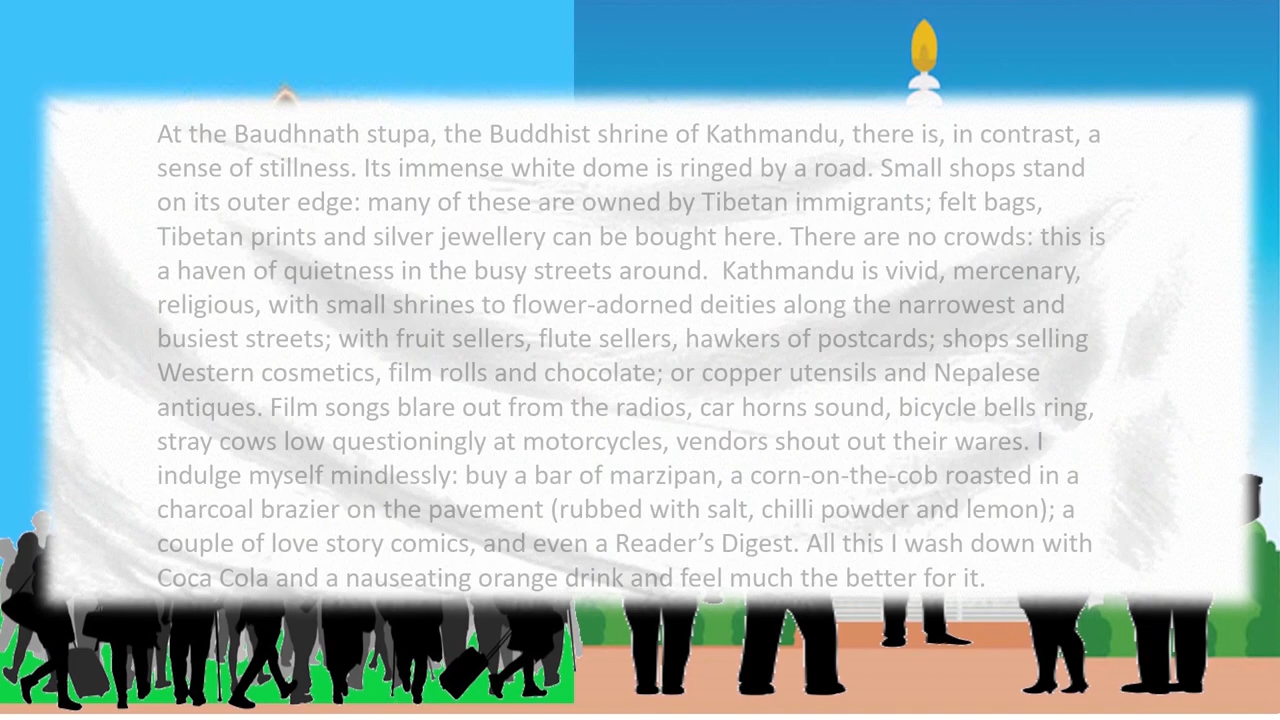 At the Baudhnath stupa, the Buddhist shrine of Kathmandu, there is, in contrast, a
sense of stillness. Its immense white dome is ringed by a road. Small shops stand
on its outer edge: many of these are owned by Tibetan immigrants; felt bags,
Tibetan prints and silver jewellery can be bought here. There are no crowds: this is
a haven of quietness in the busy streets around.  Kathmandu is vivid, mercenary,
religious, with small shrines to flower-adorned deities along the narrowest and
busiest streets; with fruit sellers, flute sellers, hawkers of postcards; shops selling
Western cosmetics, film rolls and chocolate; or copper utensils and Nepalese
antiques. Film songs blare out from the radios, car horns sound, bicycle bells ring,
stray cows low questioningly at motorcycles, vendors shout out their wares. I
indulge myself mindlessly: buy a bar of marzipan, a corn-on-the-cob roasted in a
charcoal brazier on the pavement (rubbed with salt, chilli powder and lemon); a
couple of love story comics, and even a Reader’s Digest. All this I wash down with
Coca Cola and a nauseating orange drink and feel much the better for it.